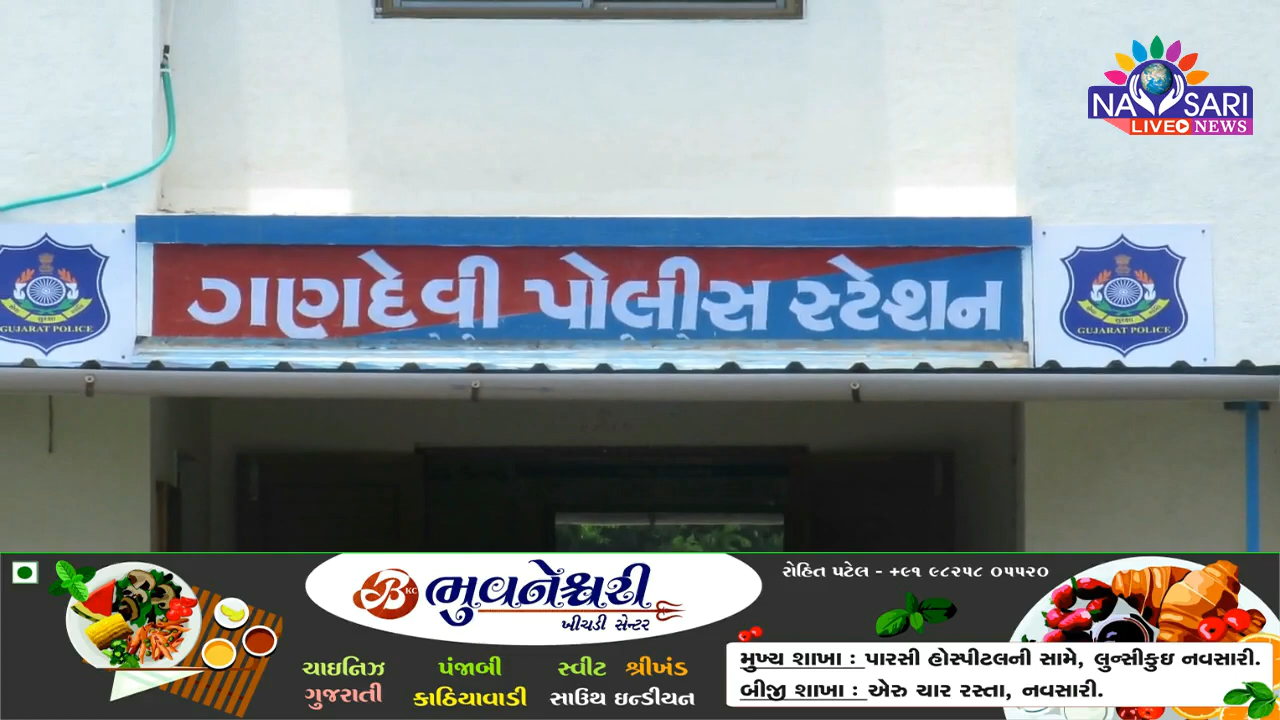 NAVSARI
LIVE NEWS
ગણદેવી પોલીસ સ્ટેશન
GUJARAT POLICE
GUJARAT POLICE
ભુવનેશ્વરી
ખીચડી સેન્ટર
KC
રોહિત પટેલ - +૯૧ ૯૮૨૫૮ ૦૫૫૨૦
ચાઇનિઝ પંજાબી સ્વીટ શ્રીખંડ
ગુજરાતી કાઠિયાવાડી સાઉથ ઇન્ડીયન
મુખ્ય શાખા : પારસી હોસ્પીટલની સામે, લુન્સીકુઇ નવસારી.
બીજી શાખા : એરુ ચાર રસ્તા, નવસારી.